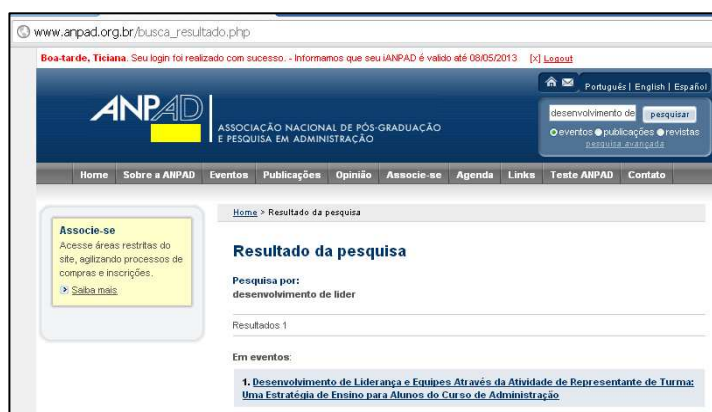 www.anpad.org.br/busca_resultado.php
Boa-tarde, Ticiana. Seu login foi realizado com sucesso. - Informamos que seu iANPAD é valido até 08/05/2013 [x] Logout
Português | English | Español
ANPAD
ASSOCIAÇÃO NACIONAL DE PÓS-GRADUAÇÃO
E PESQUISA EM ADMINISTRAÇÃO
desenvolvimento de pesquisar
eventos publicações revistas
pesquisa avançada
Home Sobre a ANPAD Eventos Publicações Opinião Associe-se Agenda Links Teste ANPAD Contato
Associe-se
Acesse áreas restritas do
site, agilizando processos de
compras e inscrições.
Saiba mais
Home > Resultado da pesquisa
Resultado da pesquisa
Pesquisa por:
desenvolvimento de lider
Resultados 1
Em eventos:
1. Desenvolvimento de Liderança e Equipes Através da Atividade de Representante de Turma:
Uma Estratégia de Ensino para Alunos do Curso de Administração